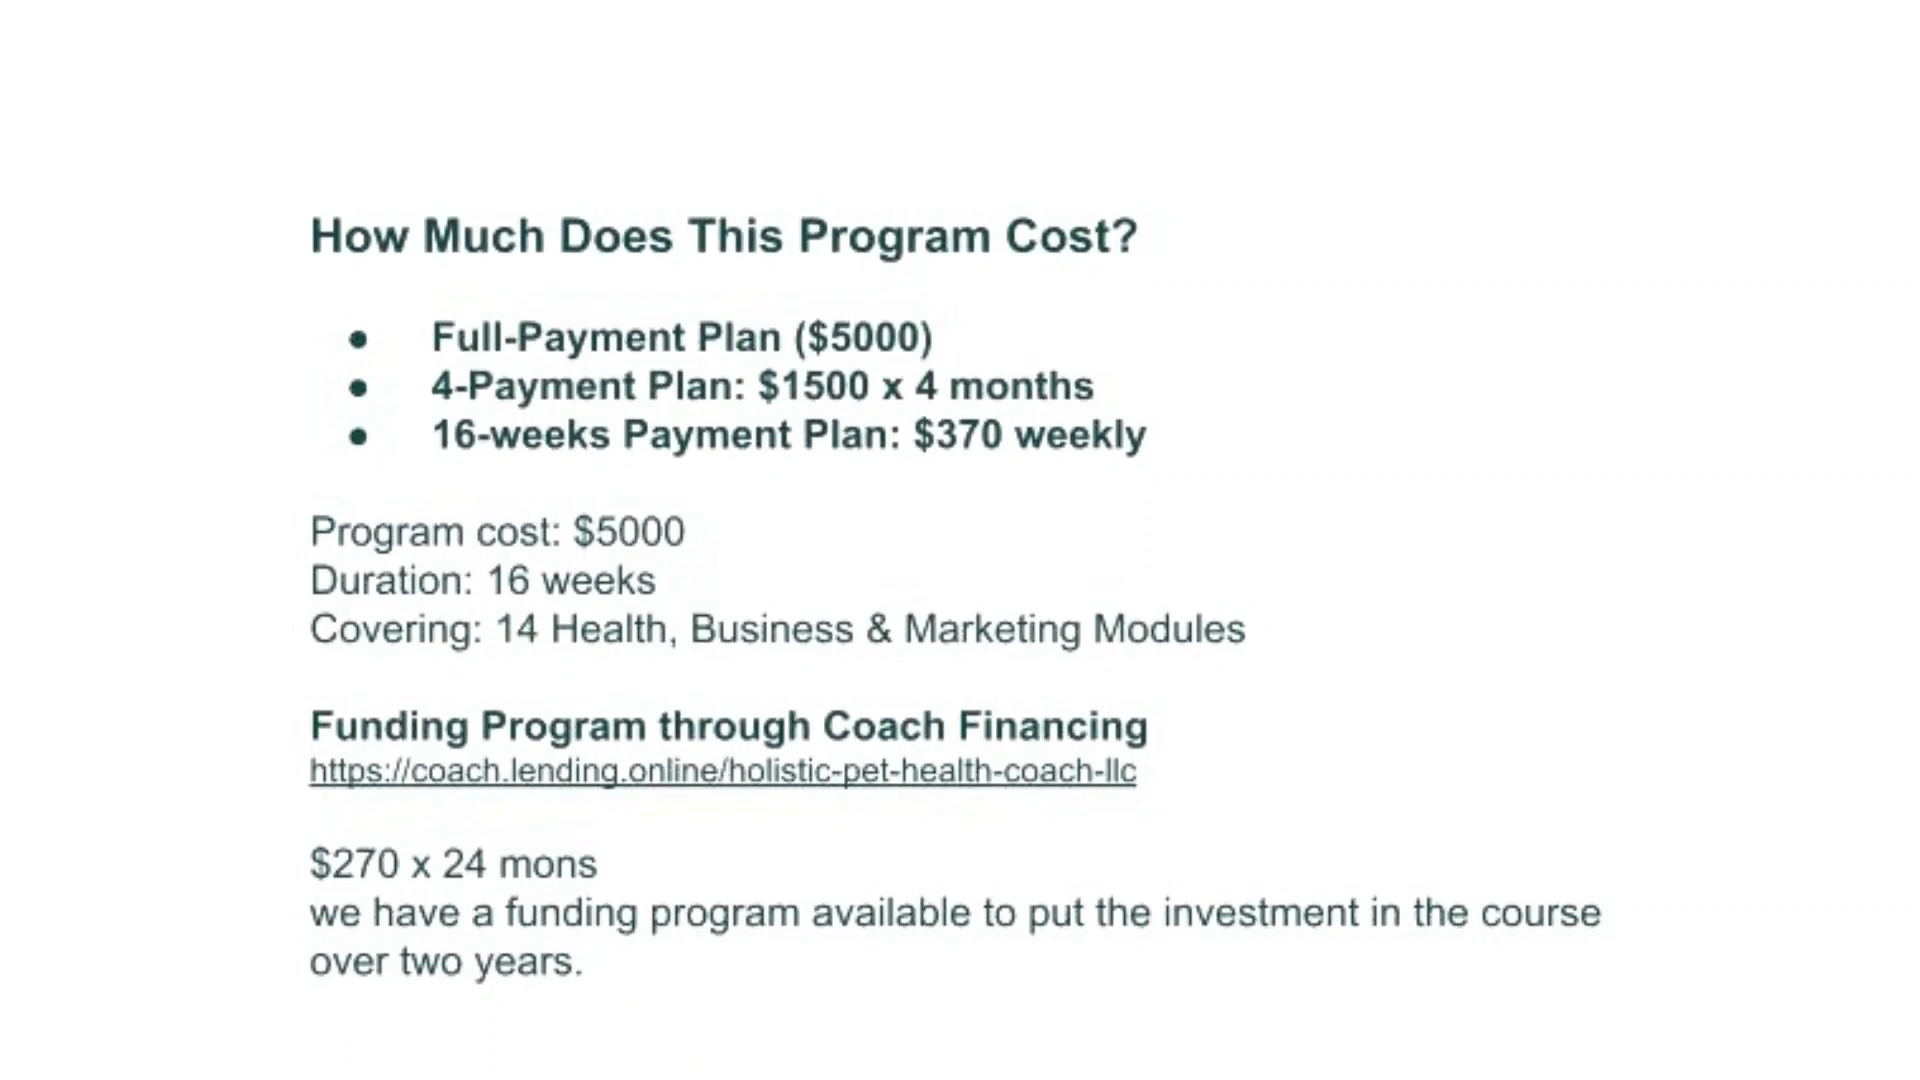 How Much Does This Program Cost?
● Full-Payment Plan ($5000)
● 4-Payment Plan: $1500 x 4 months
● 16-weeks Payment Plan: $370 weekly
Program cost: $5000
Duration: 16 weeks
Covering: 14 Health, Business & Marketing Modules
Funding Program through Coach Financing
https://coach.lending.online/holistic-pet-health-coach-llc
$270 x 24 mons
we have a funding program available to put the investment in the course
over two years.